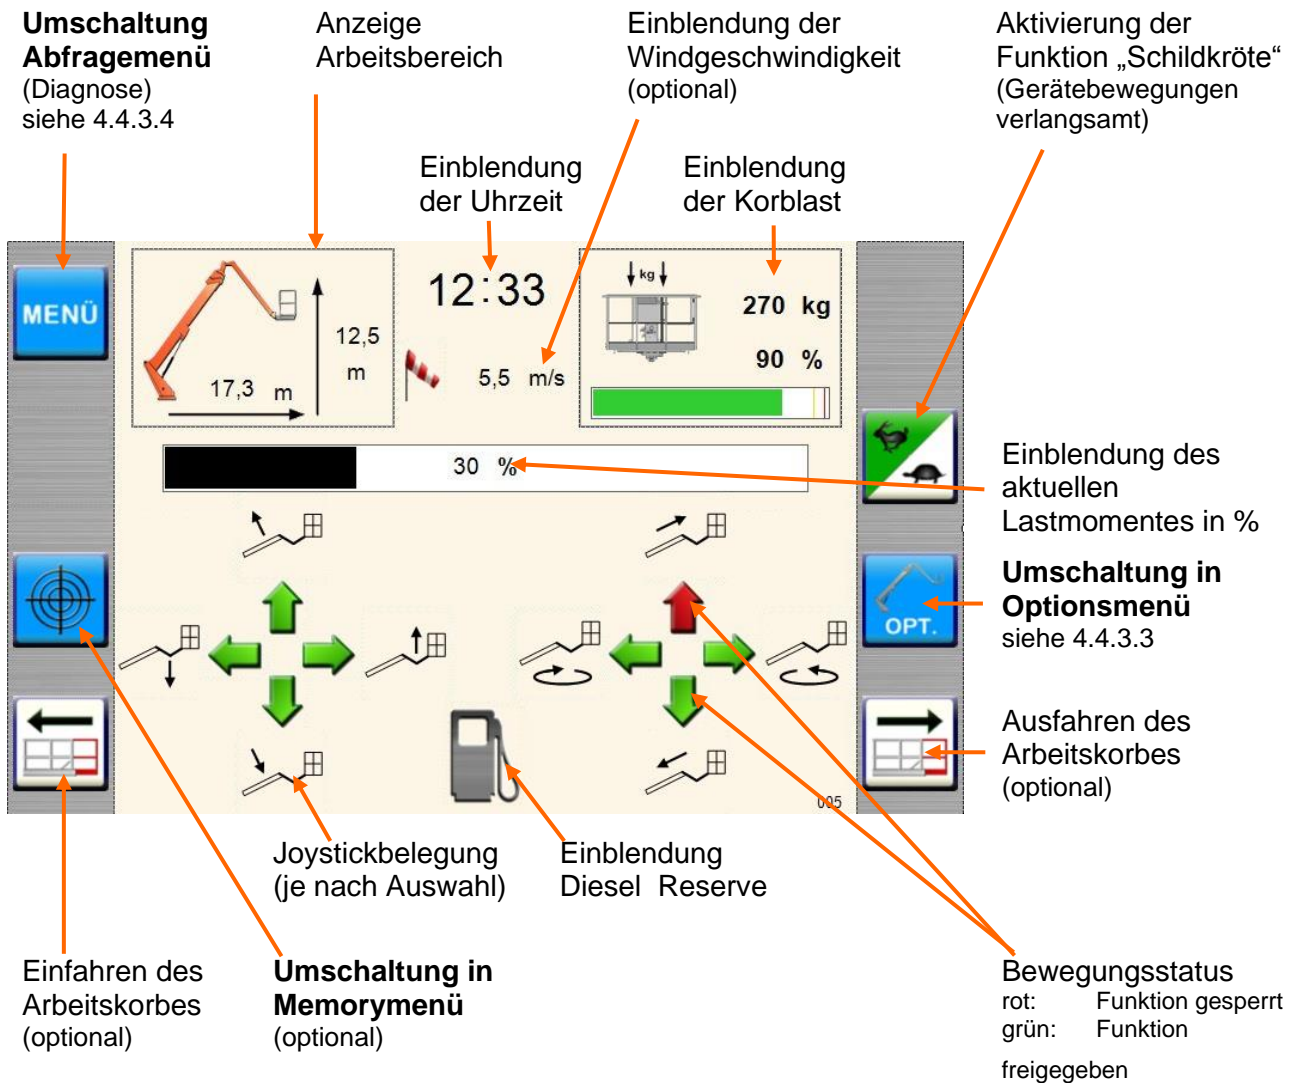 Umschaltung
Abfragemenü
(Diagnose)
siehe 4.4.3.4
Anzeige
Arbeitsbereich
Einblendung der
Windgeschwindigkeit
(optional)
Aktivierung der
Funktion „Schildkröte“
(Gerätebewegungen
verlangsamt)
Einblendung
der Uhrzeit
Einblendung
der Korblast
MENÜ
12,5
m
17,3 m
12:33
5,5 m/s
kg
270 kg
90 %
30 %
Einblendung des
aktuellen
Lastmomentes in %
Umschaltung in
Optionsmenü
siehe 4.4.3.3
OPT.
Ausfahren des
Arbeitskorbes
(optional)
005
Joystickbelegung
(je nach Auswahl)
Einblendung
Diesel Reserve
Einfahren des
Arbeitskorbes
(optional)
Umschaltung in
Memorymenü
(optional)
Bewegungsstatus
rot: Funktion gesperrt
grün: Funktion
freigegeben